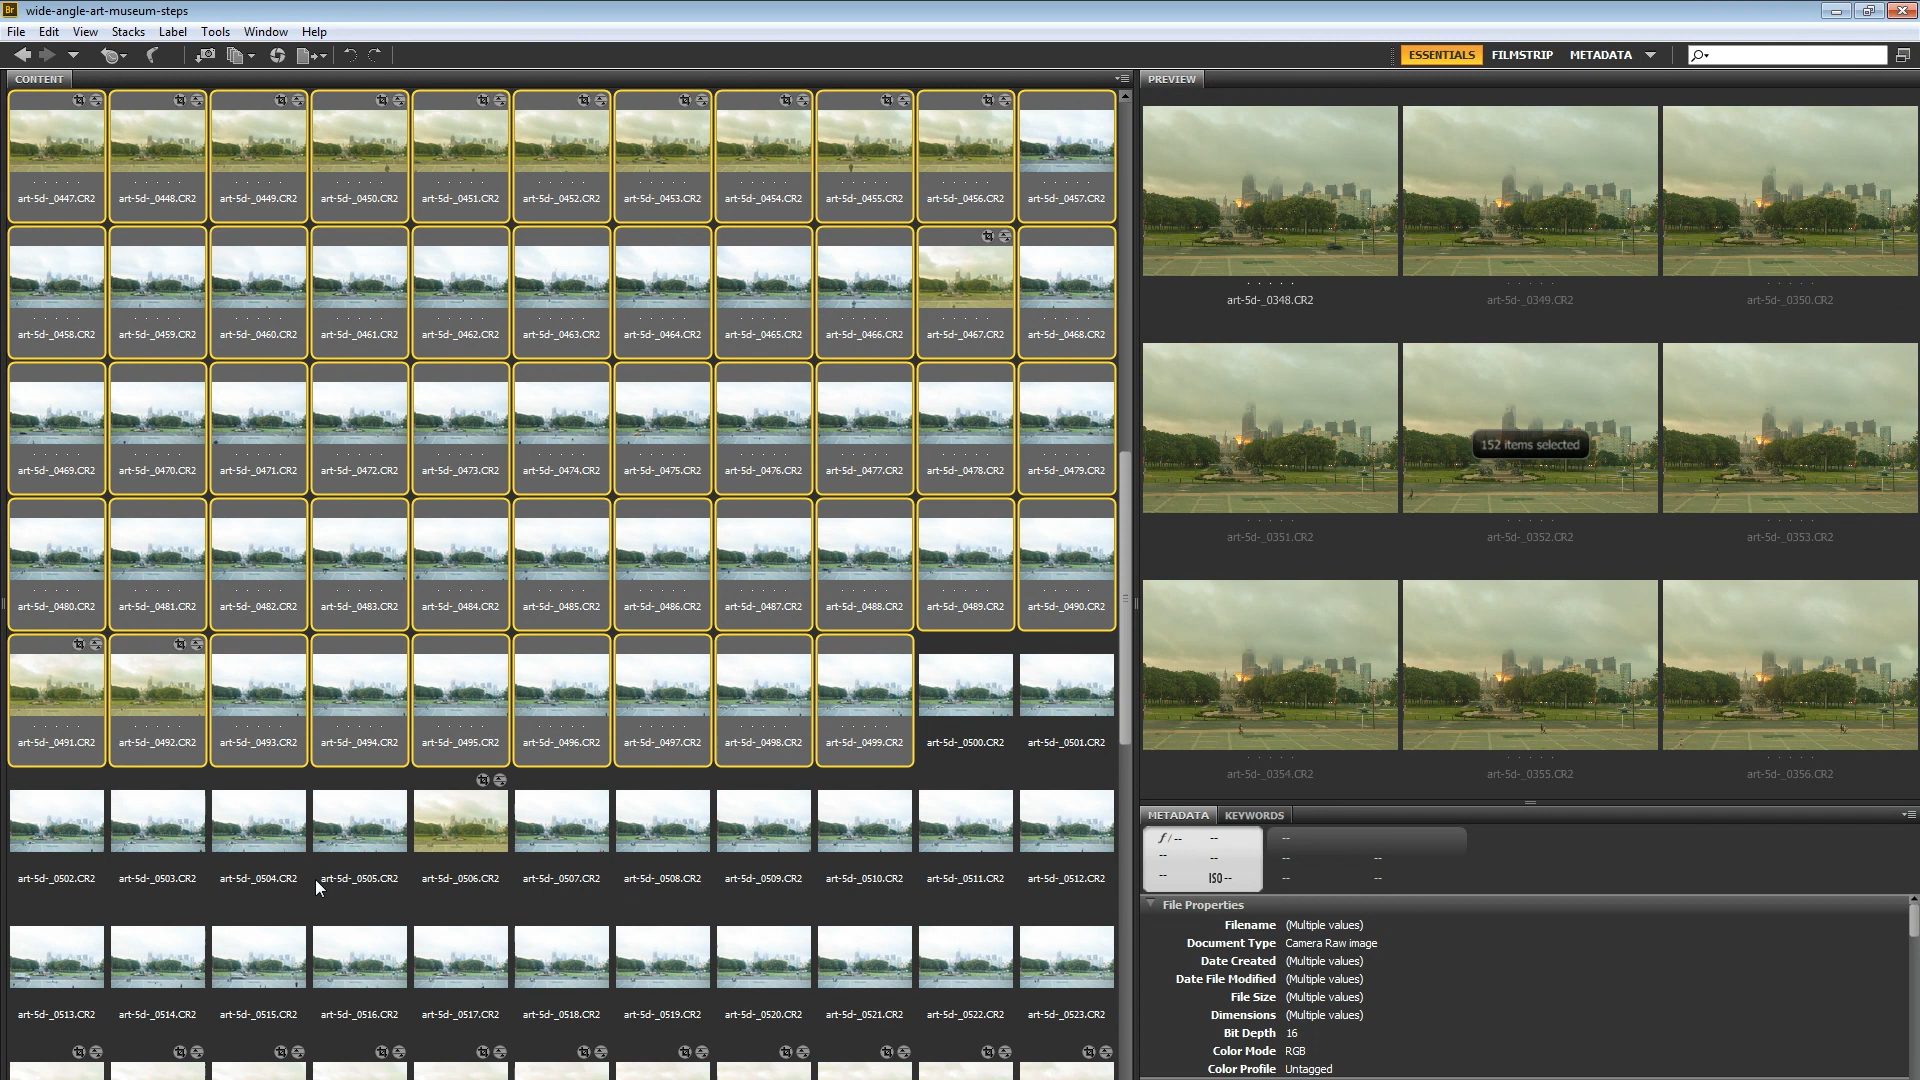 Br wide-angle-art-museum-steps
File Edit View Stacks Label Tools Window Help
ESSENTIALS FILMSTRIP METADATA
CONTENT
art-5d-_0447.CR2 art-5d-_0448.CR2 art-5d-_0449.CR2 art-5d-_0450.CR2 art-5d-_0451.CR2 art-5d-_0452.CR2 art-5d-_0453.CR2 art-5d-_0454.CR2 art-5d-_0455.CR2 art-5d-_0456.CR2 art-5d-_0457.CR2
art-5d-_0458.CR2 art-5d-_0459.CR2 art-5d-_0460.CR2 art-5d-_0461.CR2 art-5d-_0462.CR2 art-5d-_0463.CR2 art-5d-_0464.CR2 art-5d-_0465.CR2 art-5d-_0466.CR2 art-5d-_0467.CR2 art-5d-_0468.CR2
art-5d-_0469.CR2 art-5d-_0470.CR2 art-5d-_0471.CR2 art-5d-_0472.CR2 art-5d-_0473.CR2 art-5d-_0474.CR2 art-5d-_0475.CR2 art-5d-_0476.CR2 art-5d-_0477.CR2 art-5d-_0478.CR2 art-5d-_0479.CR2
art-5d-_0480.CR2 art-5d-_0481.CR2 art-5d-_0482.CR2 art-5d-_0483.CR2 art-5d-_0484.CR2 art-5d-_0485.CR2 art-5d-_0486.CR2 art-5d-_0487.CR2 art-5d-_0488.CR2 art-5d-_0489.CR2 art-5d-_0490.CR2
art-5d-_0491.CR2 art-5d-_0492.CR2 art-5d-_0493.CR2 art-5d-_0494.CR2 art-5d-_0495.CR2 art-5d-_0496.CR2 art-5d-_0497.CR2 art-5d-_0498.CR2 art-5d-_0499.CR2 art-5d-_0500.CR2 art-5d-_0501.CR2
art-5d-_0502.CR2 art-5d-_0503.CR2 art-5d-_0504.CR2 art-5d-_0505.CR2 art-5d-_0506.CR2 art-5d-_0507.CR2 art-5d-_0508.CR2 art-5d-_0509.CR2 art-5d-_0510.CR2 art-5d-_0511.CR2 art-5d-_0512.CR2
art-5d-_0513.CR2 art-5d-_0514.CR2 art-5d-_0515.CR2 art-5d-_0516.CR2 art-5d-_0517.CR2 art-5d-_0518.CR2 art-5d-_0519.CR2 art-5d-_0520.CR2 art-5d-_0521.CR2 art-5d-_0522.CR2 art-5d-_0523.CR2
PREVIEW
art-5d-_0348.CR2 art-5d-_0349.CR2 art-5d-_0350.CR2
152 items selected
art-5d-_0351.CR2 art-5d-_0352.CR2 art-5d-_0353.CR2
art-5d-_0354.CR2 art-5d-_0355.CR2 art-5d-_0356.CR2
METADATA KEYWORDS
f/-- -- --
-- -- -- --
-- ISO-- -- --
File Properties
Filename (Multiple values)
Document Type Camera Raw image
Date Created (Multiple values)
Date File Modified (Multiple values)
File Size (Multiple values)
Dimensions (Multiple values)
Bit Depth 16
Color Mode RGB
Color Profile Untagged